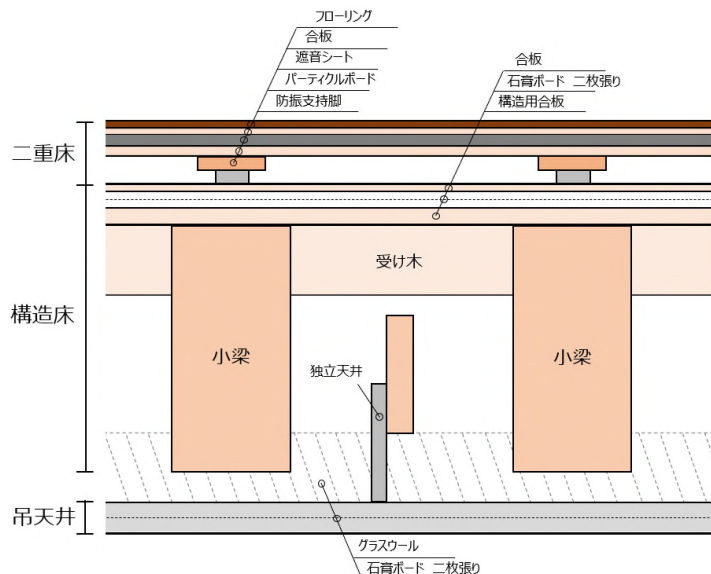 フローリング
合板
遮音シート
パーティクルボード
防振支持脚
合板
石膏ボード 二枚張り
構造用合板
二重床
構造床
吊天井
受け木
小梁
小梁
独立天井
グラスウール
石膏ボード 二枚張り